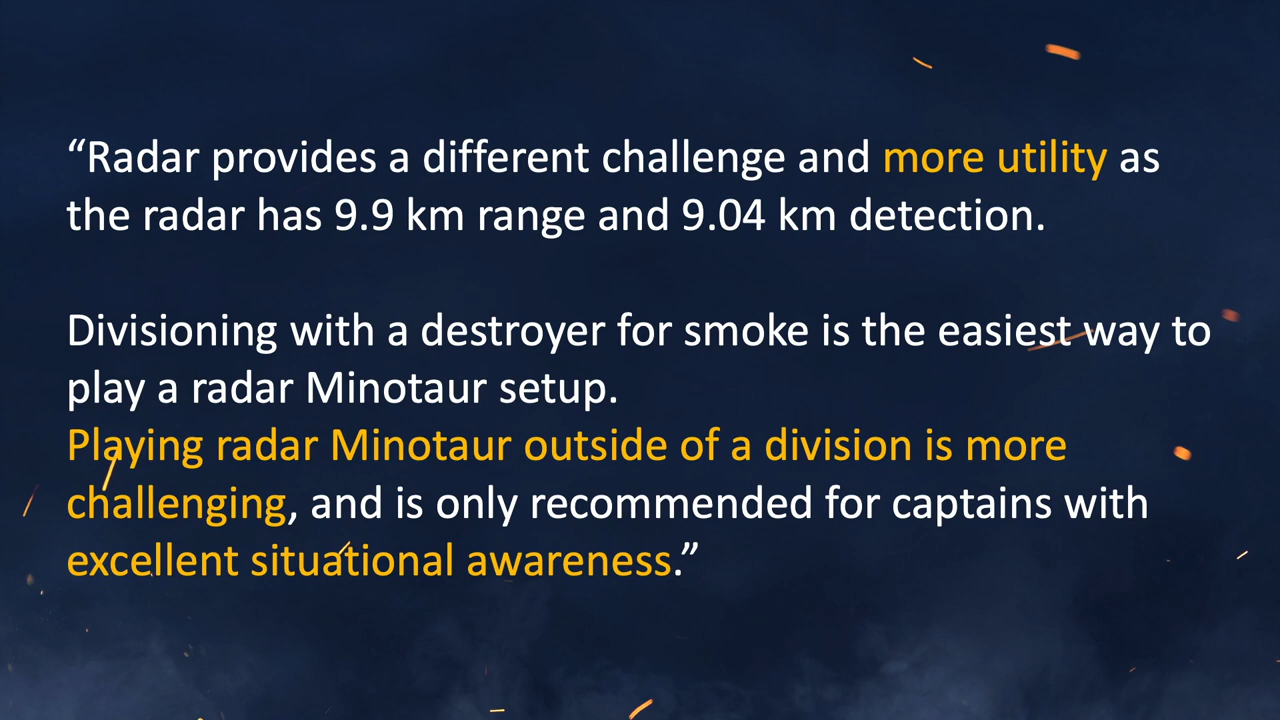 “Radar provides a different challenge and more utility as
the radar has 9.9 km range and 9.04 km detection.
Divisioning with a destroyer for smoke is the easiest way to
play a radar Minotaur setup.
Playing radar Minotaur outside of a division is more
challenging, and is only recommended for captains with
excellent situational awareness.”